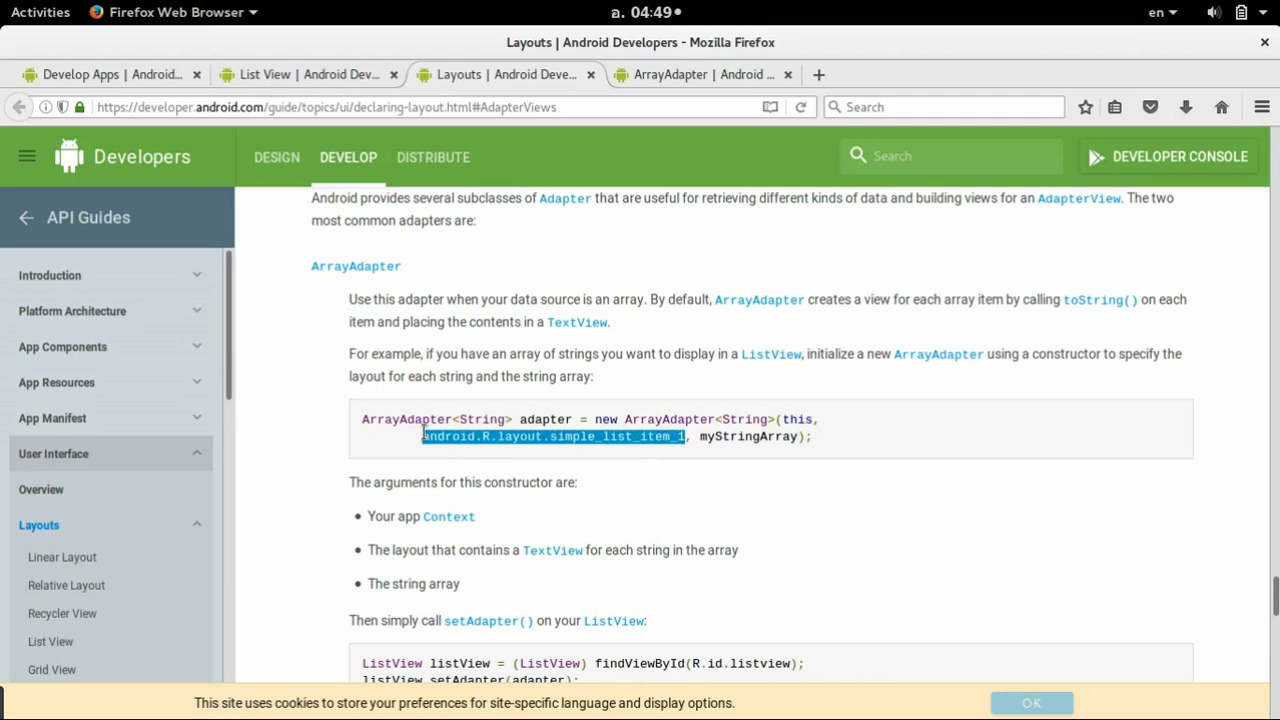 Activities Firefox Web Browser อ. 04:49 en
Layouts | Android Developers - Mozilla Firefox
Develop Apps | Android... List View | Android Dev... Layouts | Android Deve... ArrayAdapter | Android ...
https://developer.android.com/guide/topics/ui/declaring-layout.html#AdapterViews Search
Developers DESIGN DEVELOP DISTRIBUTE Search DEVELOPER CONSOLE
API Guides
Introduction
Platform Architecture
App Components
App Resources
App Manifest
User Interface
Overview
Layouts
Linear Layout
Relative Layout
Recycler View
List View
Grid View
Android provides several subclasses of Adapter that are useful for retrieving different kinds of data and building views for an AdapterView. The two
most common adapters are:
ArrayAdapter
Use this adapter when your data source is an array. By default, ArrayAdapter creates a view for each array item by calling toString() on each
item and placing the contents in a TextView.
For example, if you have an array of strings you want to display in a ListView, initialize a new ArrayAdapter using a constructor to specify the
layout for each string and the string array:
ArrayAdapter<String> adapter = new ArrayAdapter<String>(this,
android.R.layout.simple_list_item_1, myStringArray);
The arguments for this constructor are:
• Your app Context
• The layout that contains a TextView for each string in the array
• The string array
Then simply call setAdapter() on your ListView:
ListView listView = (ListView) findViewById(R.id.listview);
listView.setAdapter(adapter);
This site uses cookies to store your preferences for site-specific language and display options. OK